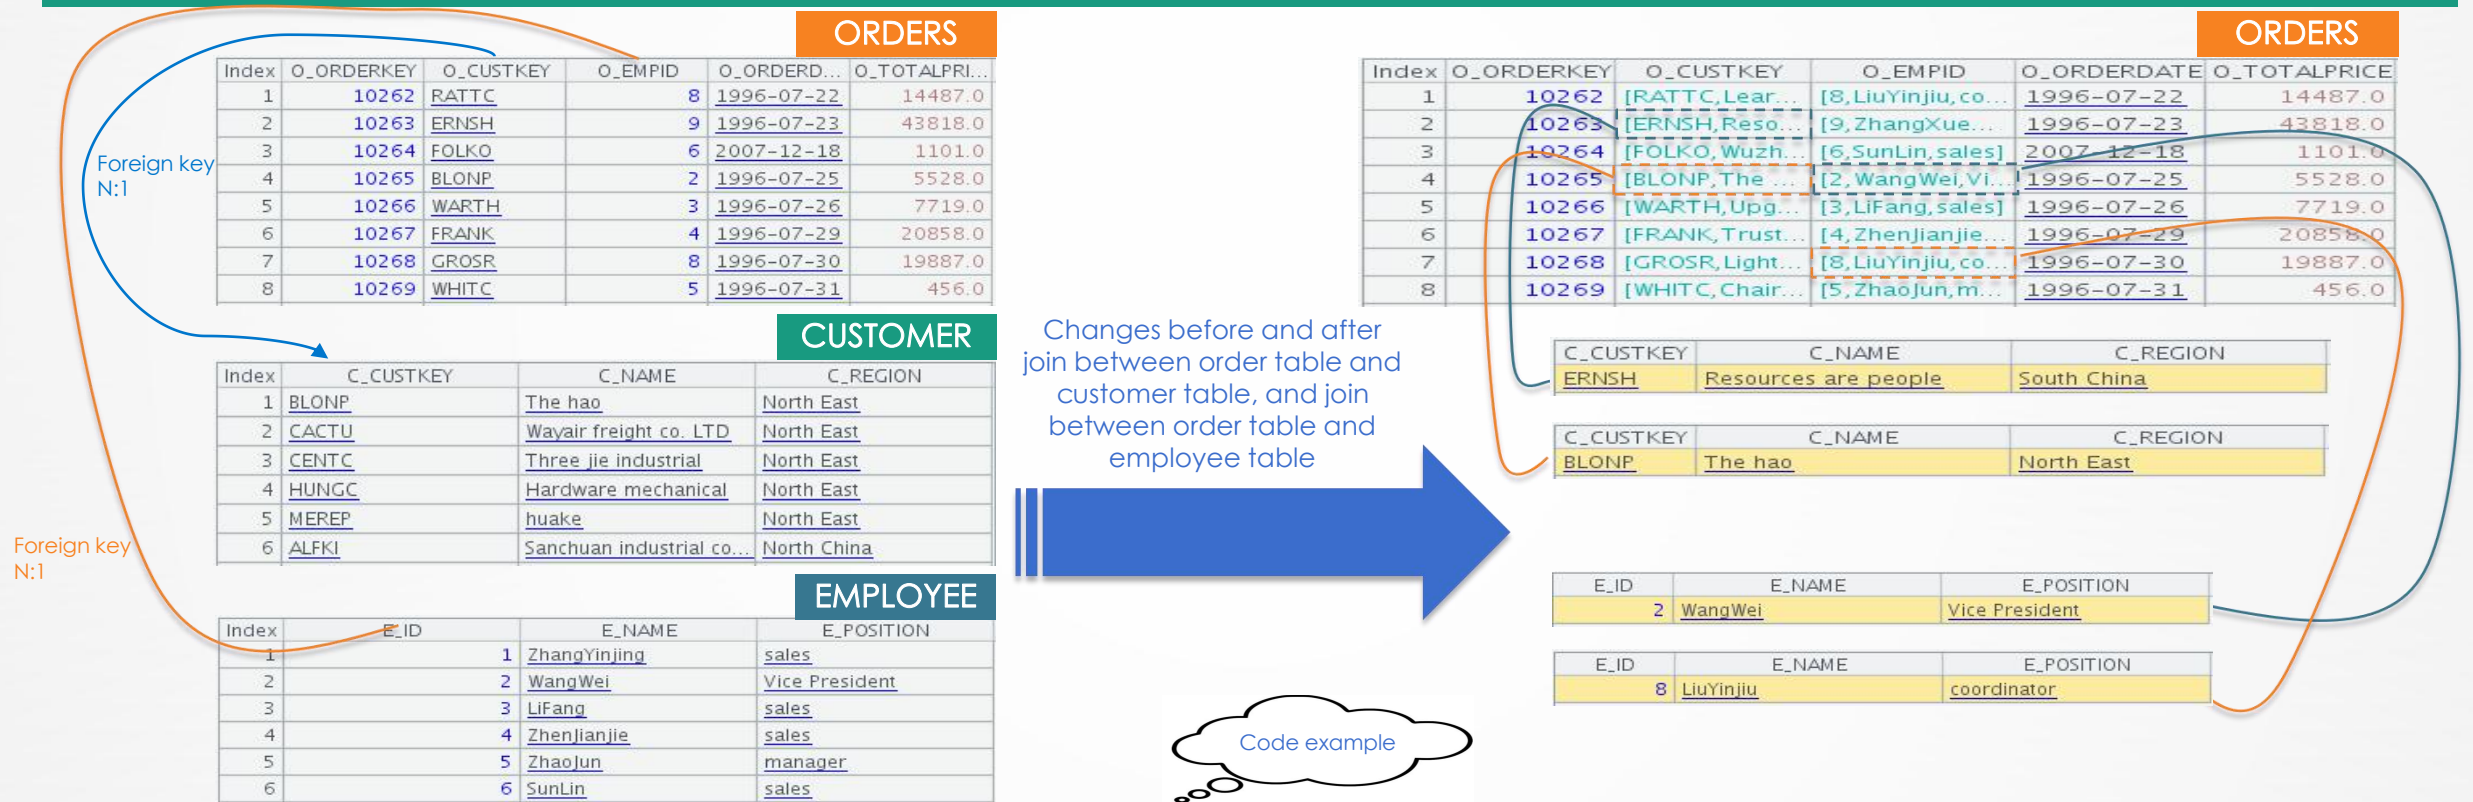 ORDERS
Index O_ORDERKEY O_CUSTKEY O_EMPID O_ORDERD... O_TOTALPRI...
1 10262 RATTC 8 1996-07-22 14487.0
2 10263 ERNSH 9 1996-07-23 43818.0
3 10264 FOLKO 6 2007-12-18 1101.0
4 10265 BLONP 2 1996-07-25 5528.0
5 10266 WARTH 3 1996-07-26 7719.0
6 10267 FRANK 4 1996-07-29 20858.0
7 10268 GROSR 8 1996-07-30 19887.0
8 10269 WHITC 5 1996-07-31 456.0
Foreign key
N:1
CUSTOMER
Index C_CUSTKEY C_NAME C_REGION
1 BLONP The hao North East
2 CACTU Wayair freight co. LTD North East
3 CENTC Three jie industrial North East
4 HUNGC Hardware mechanical North East
5 MEREP huake North East
6 ALFKI Sanchuan industrial co... North China
Foreign key
N:1
EMPLOYEE
Index E_ID E_NAME E_POSITION
1 1 ZhangYinjing sales
2 2 WangWei Vice President
3 3 LiFang sales
4 4 ZhenJianjie sales
5 5 ZhaoJun manager
6 6 SunLin sales
Changes before and after
join between order table and
customer table, and join
between order table and
employee table
Code example
ORDERS
Index O_ORDERKEY O_CUSTKEY O_EMPID O_ORDERDATE O_TOTALPRICE
1 10262 [RATTC,Lear... [8,LiuYinjiu,co... 1996-07-22 14487.0
2 10263 [ERNSH,Reso... [9,ZhangXue... 1996-07-23 43818.0
3 10264 [FOLKO,Wuzh... [6,SunLin,sales] 2007-12-18 1101.0
4 10265 [BLONP,The ... [2,WangWei,Vi... 1996-07-25 5528.0
5 10266 [WARTH,Upg... [3,LiFang,sales] 1996-07-26 7719.0
6 10267 [FRANK,Trust... [4,ZhenJianjie... 1996-07-29 20858.0
7 10268 [GROSR,Light... [8,LiuYinjiu,co... 1996-07-30 19887.0
8 10269 [WHITC,Chair... [5,ZhaoJun,m... 1996-07-31 456.0
C_CUSTKEY C_NAME C_REGION
ERNSH Resources are people South China
C_CUSTKEY C_NAME C_REGION
BLONP The hao North East
E_ID E_NAME E_POSITION
2 WangWei Vice President
E_ID E_NAME E_POSITION
8 LiuYinjiu coordinator